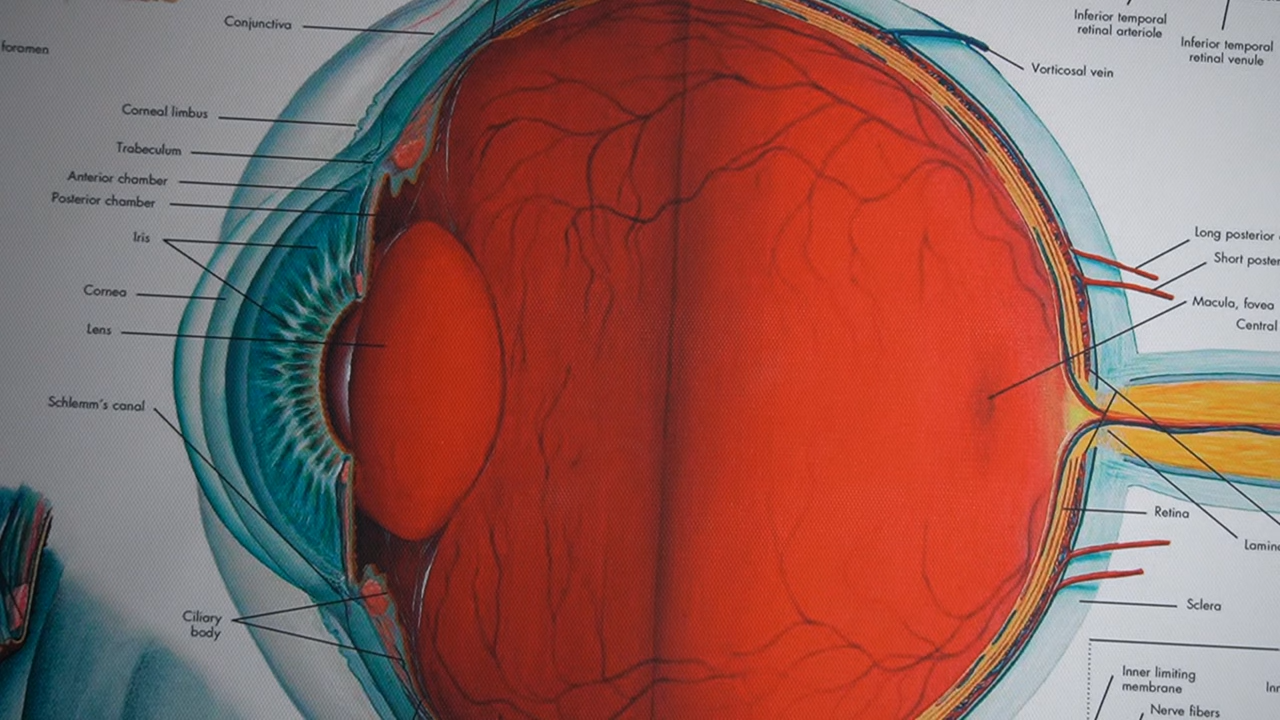 Conjunctiva
foramen
Corneal limbus
Trabeculum
Anterior chamber
Posterior chamber
Iris
Cornea
Lens
Schlemm's canal
Ciliary
body
Inferior temporal
retinal arteriole
Inferior temporal
retinal venule
Vorticosal vein
Long posterior
Short poster
Macula, fovea
Central
Retina
Lamina
Sclera
Inner limiting
membrane
Nerve fibers